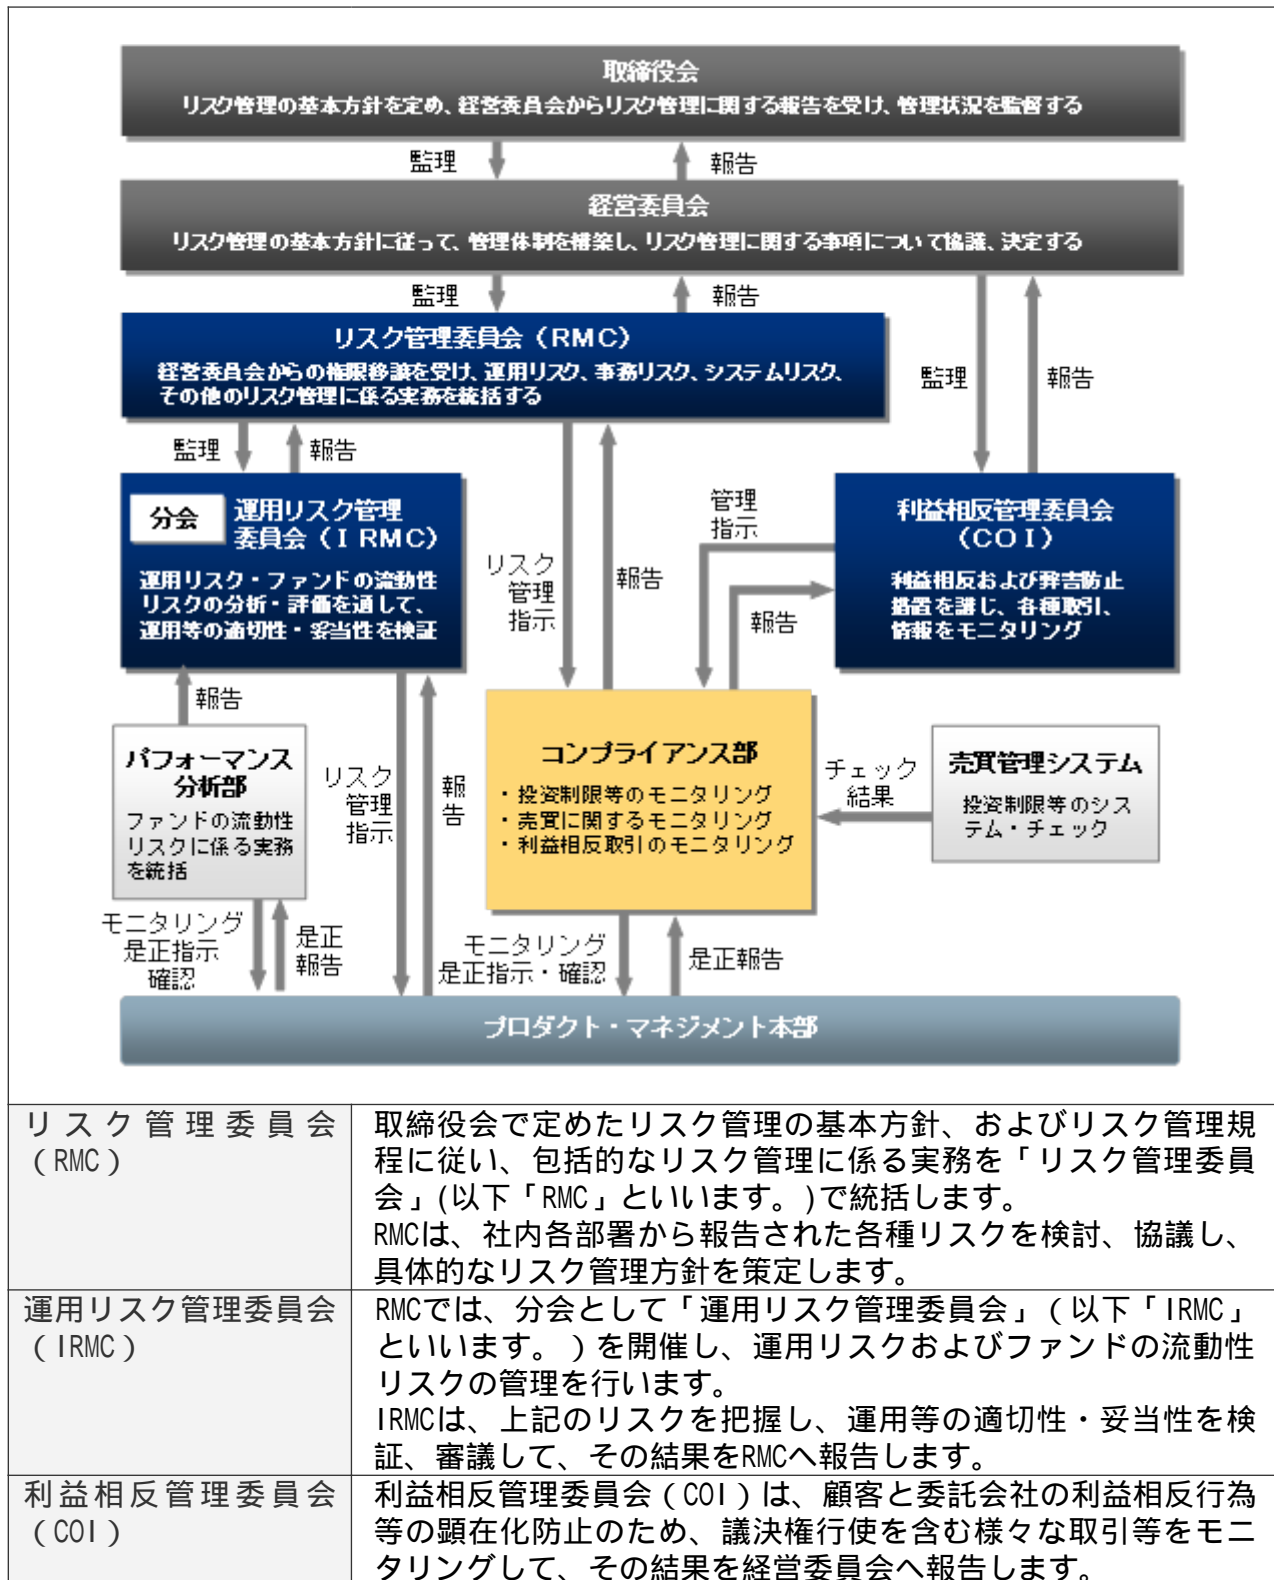 取締役会
リスク管理の基本方針を定め、経営委員会からリスク管理に関する報告を受け、管理状況を監督する
監理
報告
経営委員会
リスク管理の基本方針に従って、管理体制を構築し、リスク管理に関する事項について協議、決定する
監理
報告
リスク管理委員会（RMC）
経営委員会からの権限移譲を受け、運用リスク、事務リスク、システムリスク、
その他のリスク管理に係る実務を統括する
監理
報告
監理
報告
分会
運用リスク管理
委員会（IRMC）
運用リスク・ファンドの流動性
リスクの分析・評価を通して、
運用等の適切性・妥当性を検証
リスク
管理
指示
報告
管理
指示
報告
利益相反管理委員会
（COI）
利益相反および弊害防止
措置を講じ、各種取引、
情報をモニタリング
報告
パフォーマンス
分析部
ファンドの流動性
リスクに係る実務
を統括
リスク
管理
指示
報
告
コンプライアンス部
・投資制限等のモニタリング
・売買に関するモニタリング
・利益相反取引のモニタリング
チェック
結果
売買管理システム
投資制限等のシス
テム・チェック
モニタリング
是正指示
確認
是正
報告
モニタリング
是正指示・確認
是正報告
プロダクト・マネジメント本部
リスク管理委員会
（RMC）
取締役会で定めたリスク管理の基本方針、およびリスク管理規
程に従い、包括的なリスク管理に係る実務を「リスク管理委員
会」(以下「RMC」といいます。)で統括します。
RMCは、社内各部署から報告された各種リスクを検討、協議し、
具体的なリスク管理方針を策定します。
運用リスク管理委員会
（IRMC）
RMCでは、分会として「運用リスク管理委員会」（以下「IRMC」
といいます。）を開催し、運用リスクおよびファンドの流動性
リスクの管理を行います。
IRMCは、上記のリスクを把握し、運用等の適切性・妥当性を検
証、審議して、その結果をRMCへ報告します。
利益相反管理委員会
（COI）
利益相反管理委員会（COI）は、顧客と委託会社の利益相反行為
等の顕在化防止のため、議決権行使を含む様々な取引等をモニ
タリングして、その結果を経営委員会へ報告します。